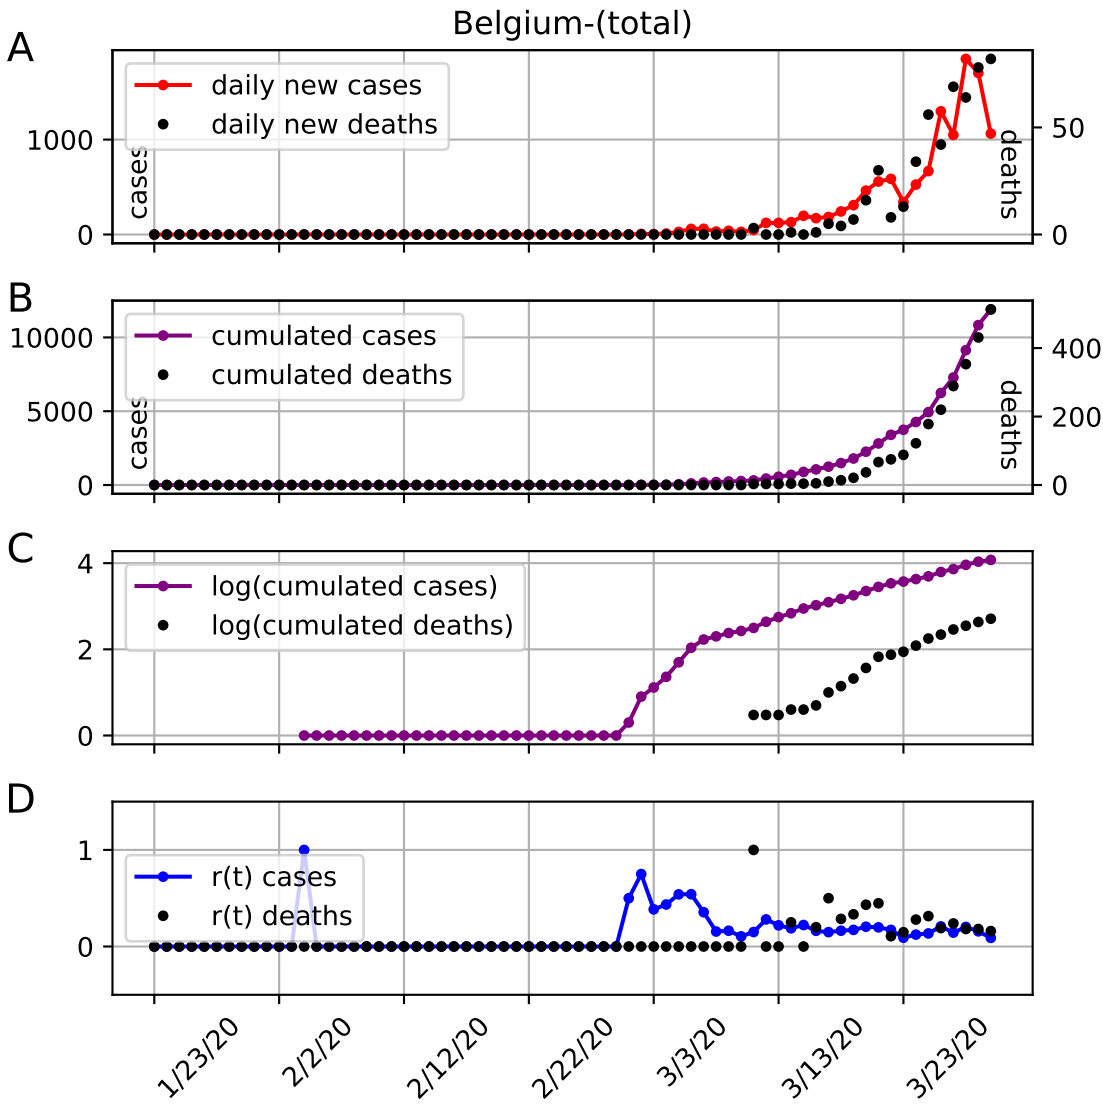 Belgium-(total)
A
daily new cases
daily new deaths
1000
0
cases
50
0
deaths
B
cumulated cases
cumulated deaths
10000
5000
0
cases
400
200
0
deaths
C
log(cumulated cases)
log(cumulated deaths)
4
2
0
D
r(t) cases
r(t) deaths
1
0
1/23/20
2/2/20
2/12/20
2/22/20
3/3/20
3/13/20
3/23/20